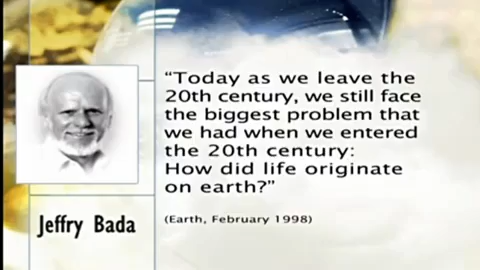 “Today as we leave the
20th century, we still face
the biggest problem that
we had when we entered
the 20th century:
How did life originate
on earth?”
(Earth, February 1998)
Jeffry Bada